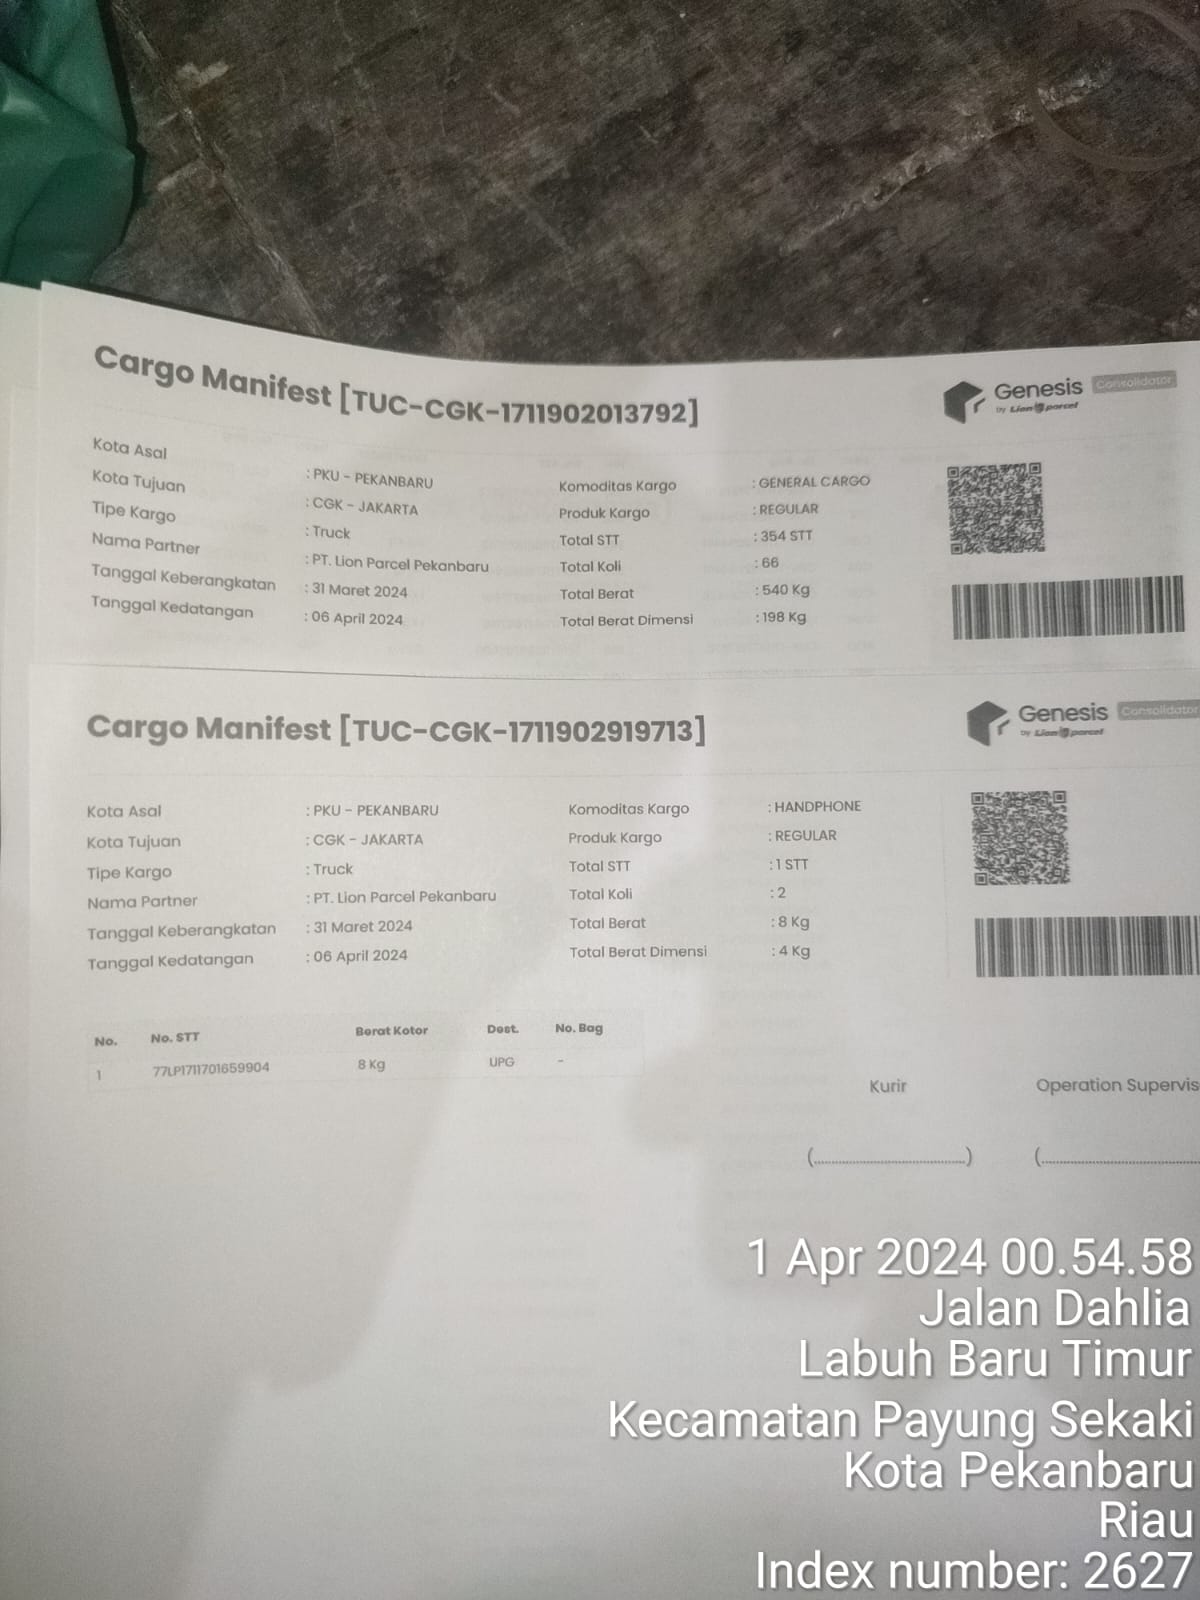 Cargo Manifest [TUC-CGK-1711902013792]
Genesis Consolidator
by Lion parcel
Kota Asal : PKU - PEKANBARU
Kota Tujuan : CGK - JAKARTA
Tipe Kargo : Truck
Nama Partner : PT. Lion Parcel Pekanbaru
Tanggal Keberangkatan : 31 Maret 2024
Tanggal Kedatangan : 06 April 2024
Komoditas Kargo : GENERAL CARGO
Produk Kargo : REGULAR
Total STT : 354 STT
Total Koli : 66
Total Berat : 540 Kg
Total Berat Dimensi : 198 Kg
Cargo Manifest [TUC-CGK-1711902919713]
Genesis Consolidator
by Lion parcel
Kota Asal : PKU - PEKANBARU
Kota Tujuan : CGK - JAKARTA
Tipe Kargo : Truck
Nama Partner : PT. Lion Parcel Pekanbaru
Tanggal Keberangkatan : 31 Maret 2024
Tanggal Kedatangan : 06 April 2024
Komoditas Kargo : HANDPHONE
Produk Kargo : REGULAR
Total STT : 1 STT
Total Koli : 2
Total Berat : 8 Kg
Total Berat Dimensi : 4 Kg
No. No. STT Berat Kotor Dest. No. Bag
1 77LP1711701659904 8 Kg UPG -
Kurir Operation Supervis
(........................................) (........................................
1 Apr 2024 00.54.58
Jalan Dahlia
Labuh Baru Timur
Kecamatan Payung Sekaki
Kota Pekanbaru
Riau
Index number: 2627